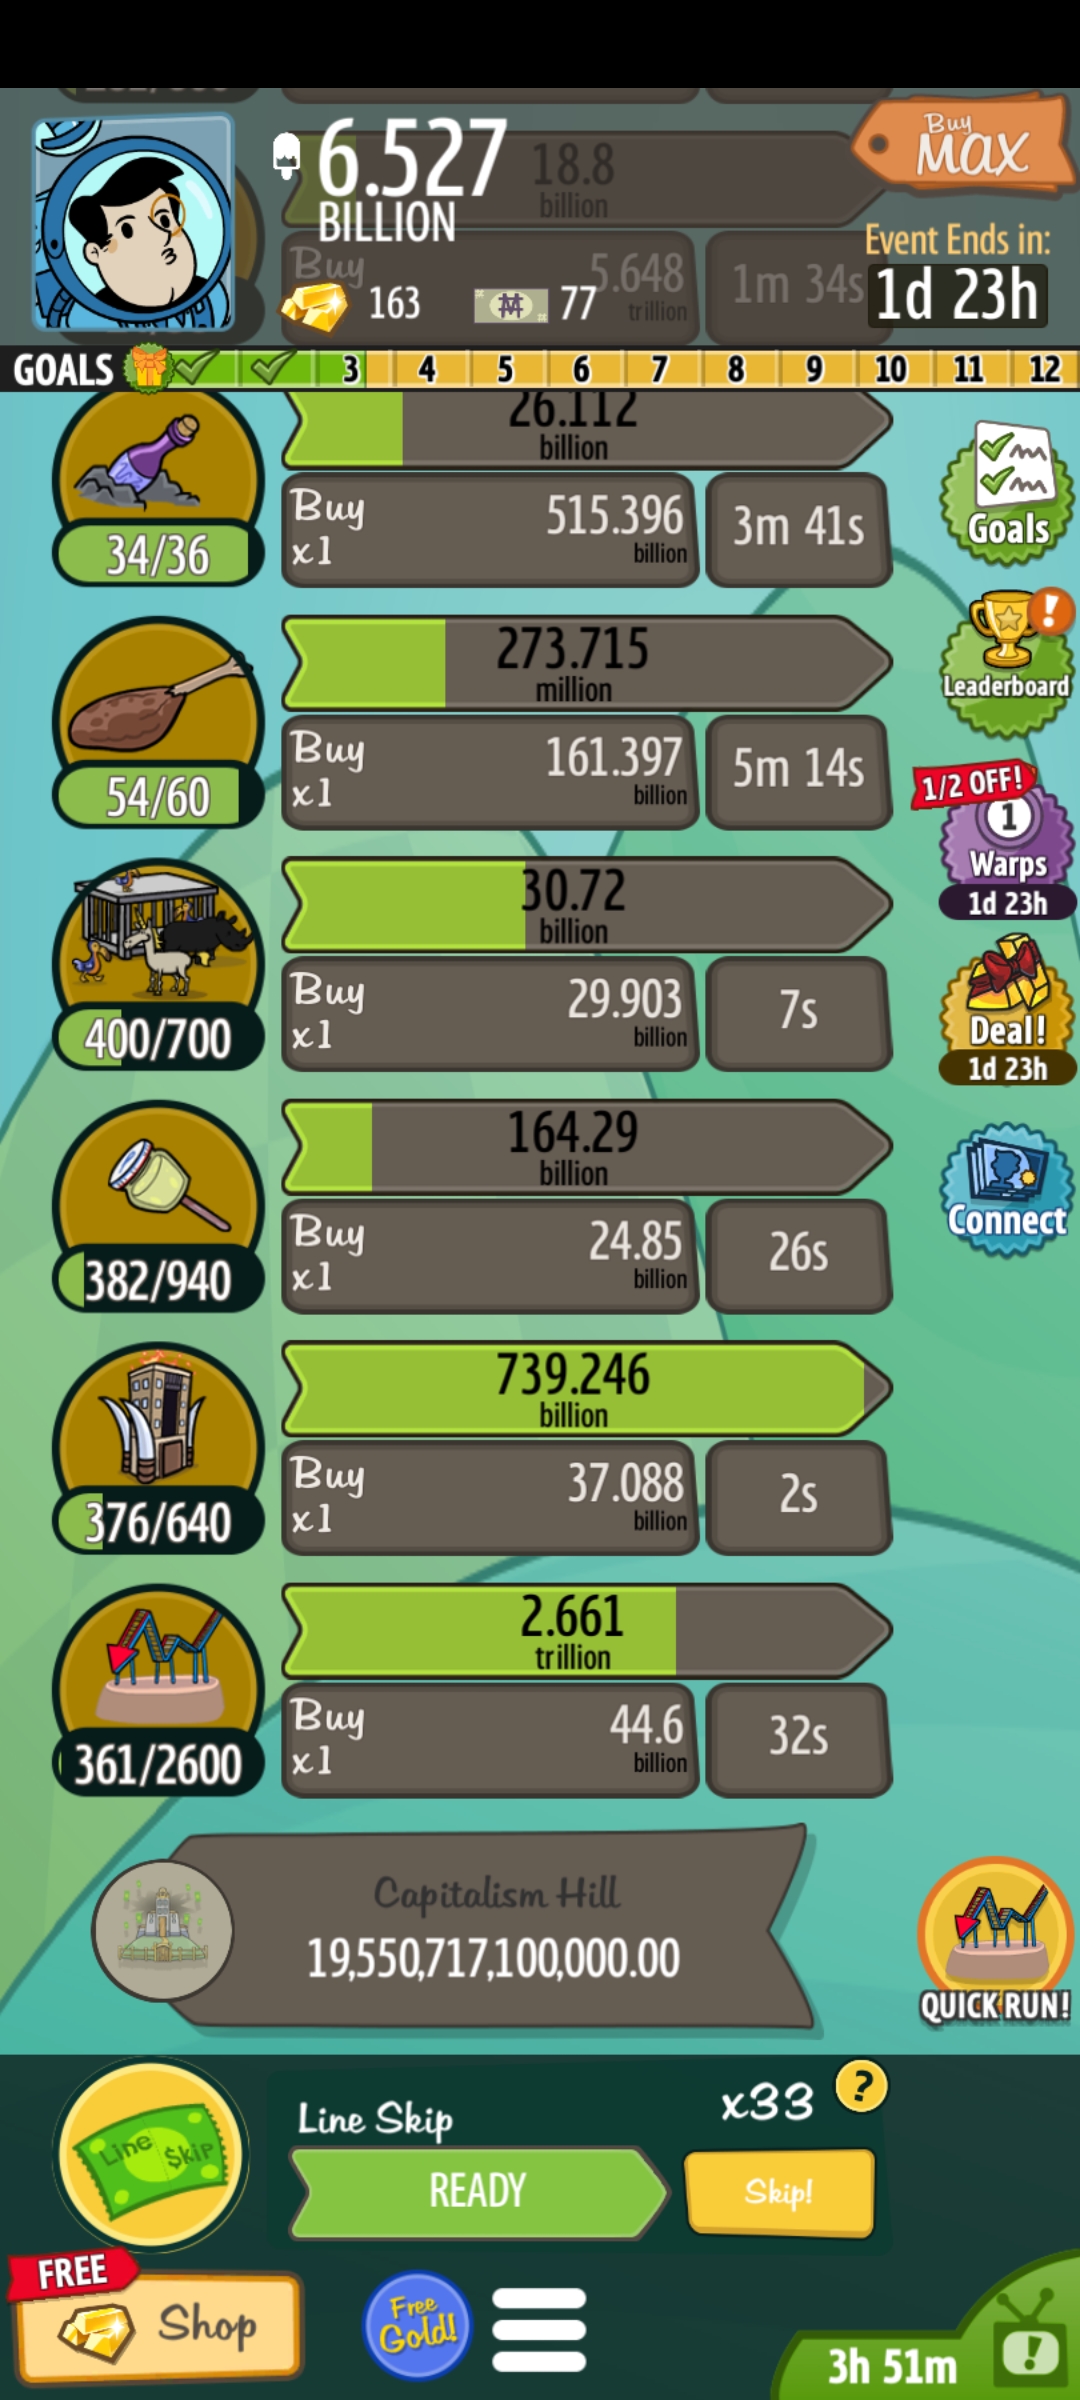 6.527
BILLION
18.8
billion
Buy
MAX
Buy
5.648
trillion
1m 34s
163
77
Event Ends in:
1d 23h
GOALS
3 4 5 6 7 8 9 10 11 12
26.112
billion
34/36
Buy
x1
515.396
billion
3m 41s
Goals
273.715
million
54/60
Buy
x1
161.397
billion
5m 14s
!
Leaderboard
1/2 OFF!
1
Warps
1d 23h
30.72
billion
400/700
Buy
x1
29.903
billion
7s
Deal!
1d 23h
164.29
billion
382/940
Buy
x1
24.85
billion
26s
Connect
739.246
billion
376/640
Buy
x1
37.088
billion
2s
2.661
trillion
361/2600
Buy
x1
44.6
billion
32s
Capitalism Hill
19,550,717,100,000.00
QUICK RUN!
Line $kip
Line Skip
x33
?
READY
Skip!
FREE
Shop
Free
Gold!
3h 51m
!